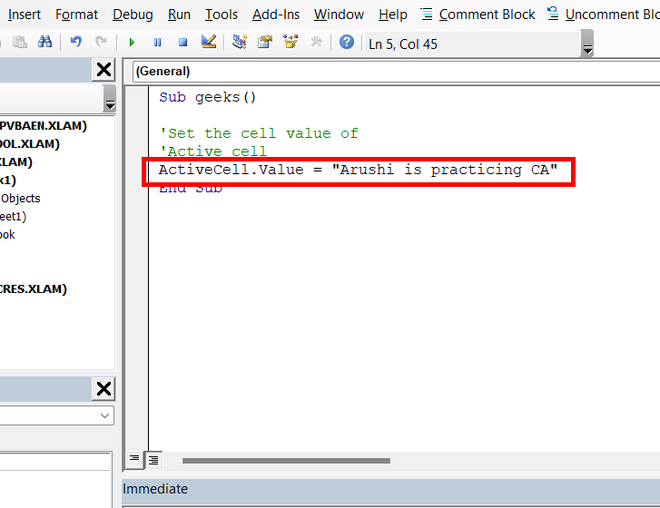 Insert Format Debug Run Tools Add-Ins Window Help Comment Block Uncomment Bloc
Ln 5, Col 45
(General)
PVBAEN.XLAM)
OOL.XLAM)
XLAM)
k1)
Objects
eet1)
ook
CRES.XLAM)
Sub geeks()
'Set the cell value of
'Active cell
ActiveCell.Value = "Arushi is practicing CA"
End Sub
Immediate